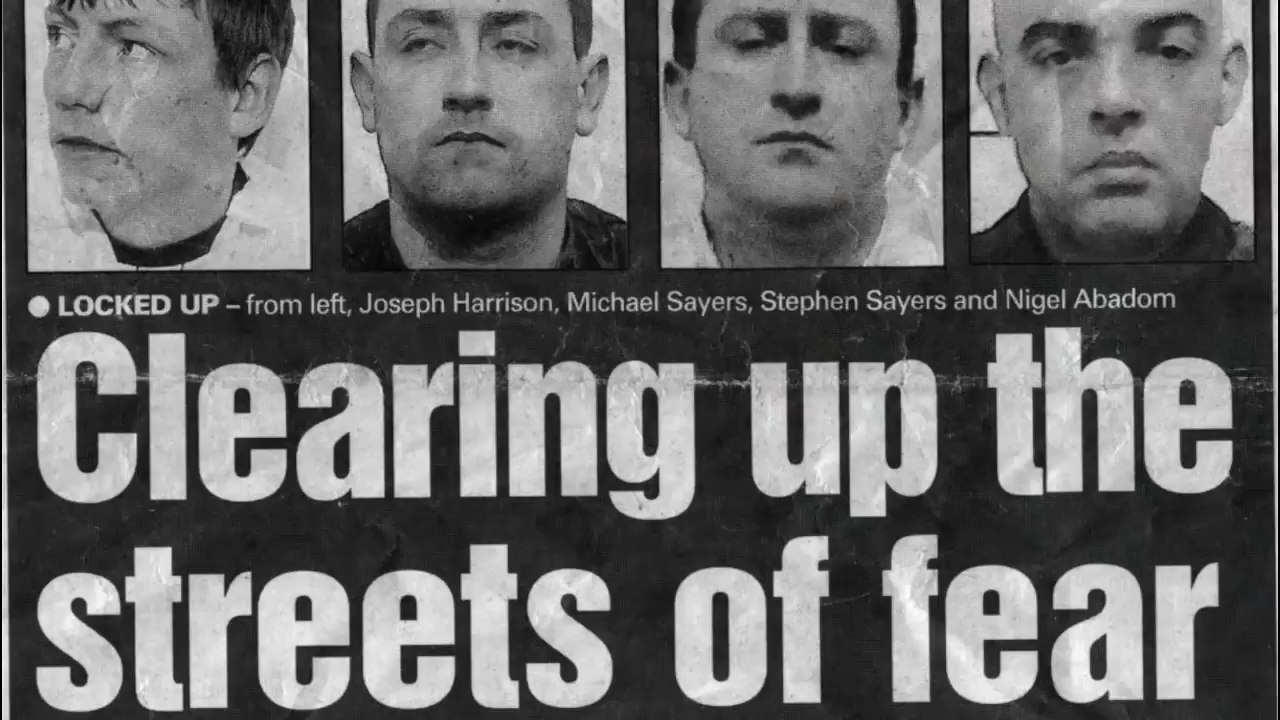 ● LOCKED UP – from left, Joseph Harrison, Michael Sayers, Stephen Sayers and Nigel Abadom
Clearing up the
streets of fear